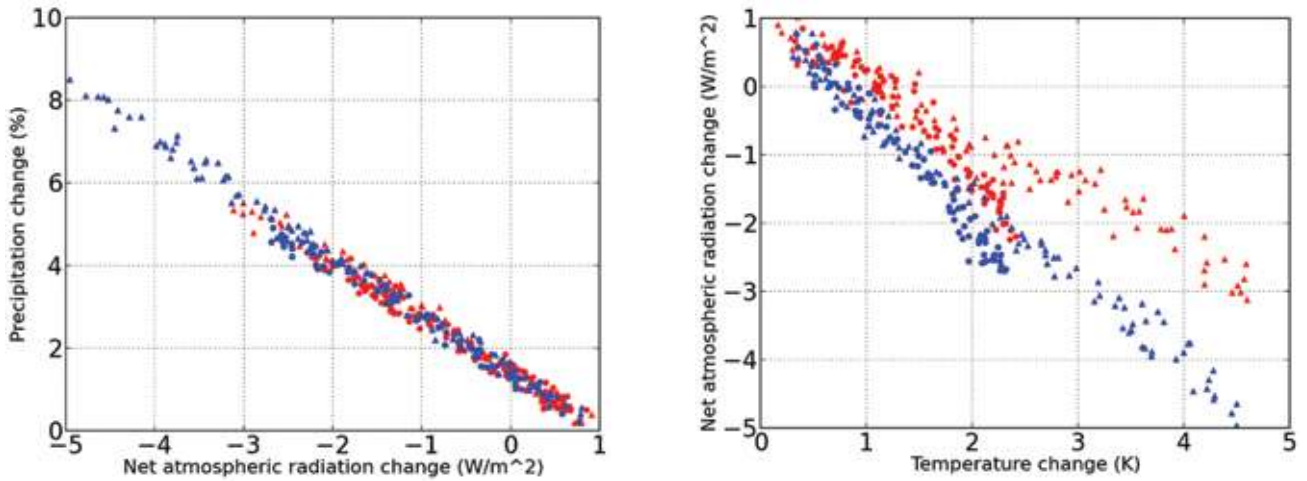 10
8
6
4
2
0
Precipitation change (%)
−5 −4 −3 −2 −1 0 1
Net atmospheric radiation change (W/m^2)
1
0
−1
−2
−3
−4
−5
Net atmospheric radiation change (W/m^2)
0 1 2 3 4 5
Temperature change (K)